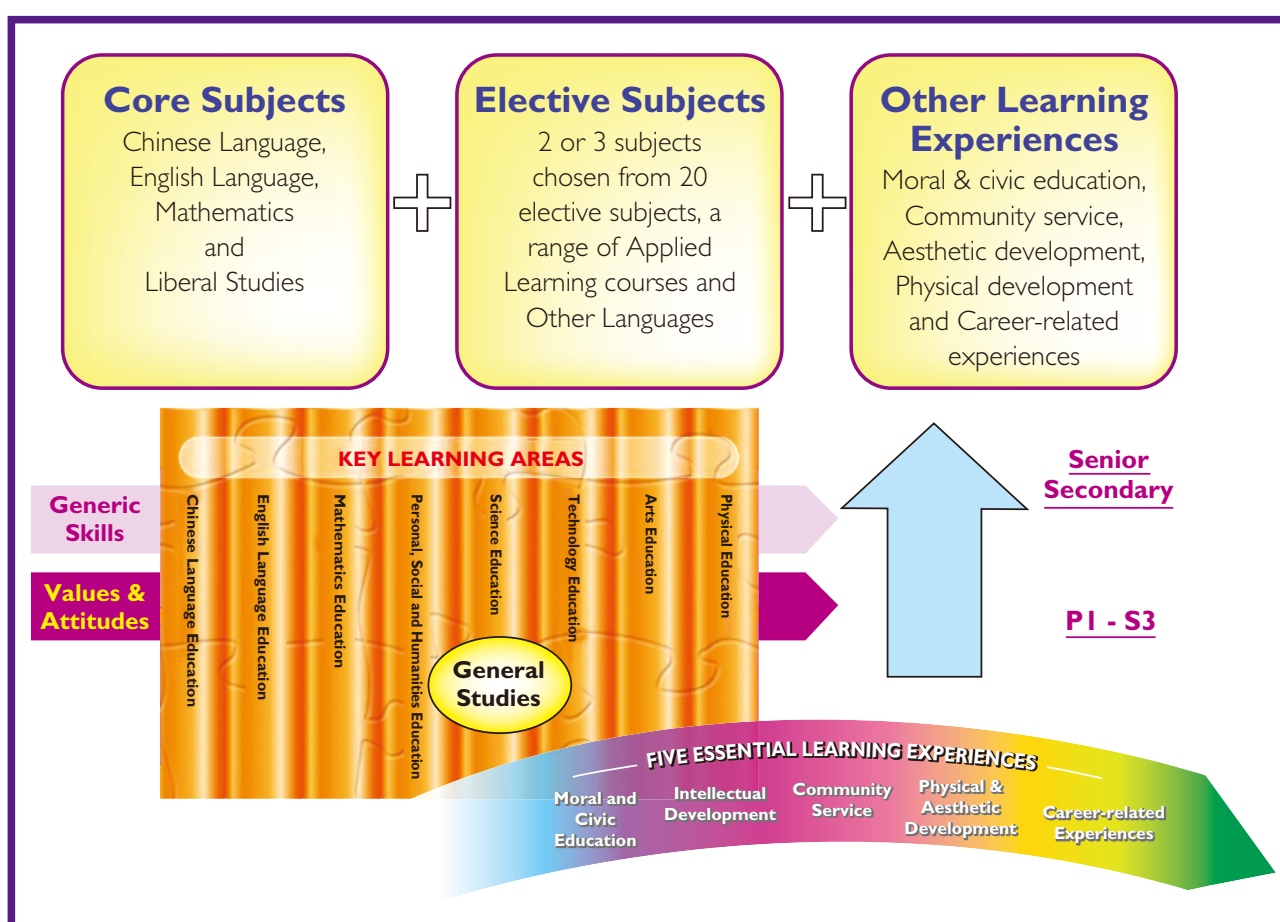 Core Subjects
Chinese Language,
English Language,
Mathematics
and
Liberal Studies
Elective Subjects
2 or 3 subjects
chosen from 20
elective subjects, a
range of Applied
Learning courses and
Other Languages
Other Learning
Experiences
Moral & civic education,
Community service,
Aesthetic development,
Physical development
and Career-related
experiences
KEY LEARNING AREAS
Generic
Skills
Values &
Attitudes
Chinese Language Education
English Language Education
Mathematics Education
Personal, Social and Humanities Education
Science Education
Technology Education
Arts Education
Physical Education
General
Studies
Senior
Secondary
P1 - S3
FIVE ESSENTIAL LEARNING EXPERIENCES
Moral and
Civic
Education
Intellectual
Development
Community
Service
Physical &
Aesthetic
Development
Career-related
Experiences